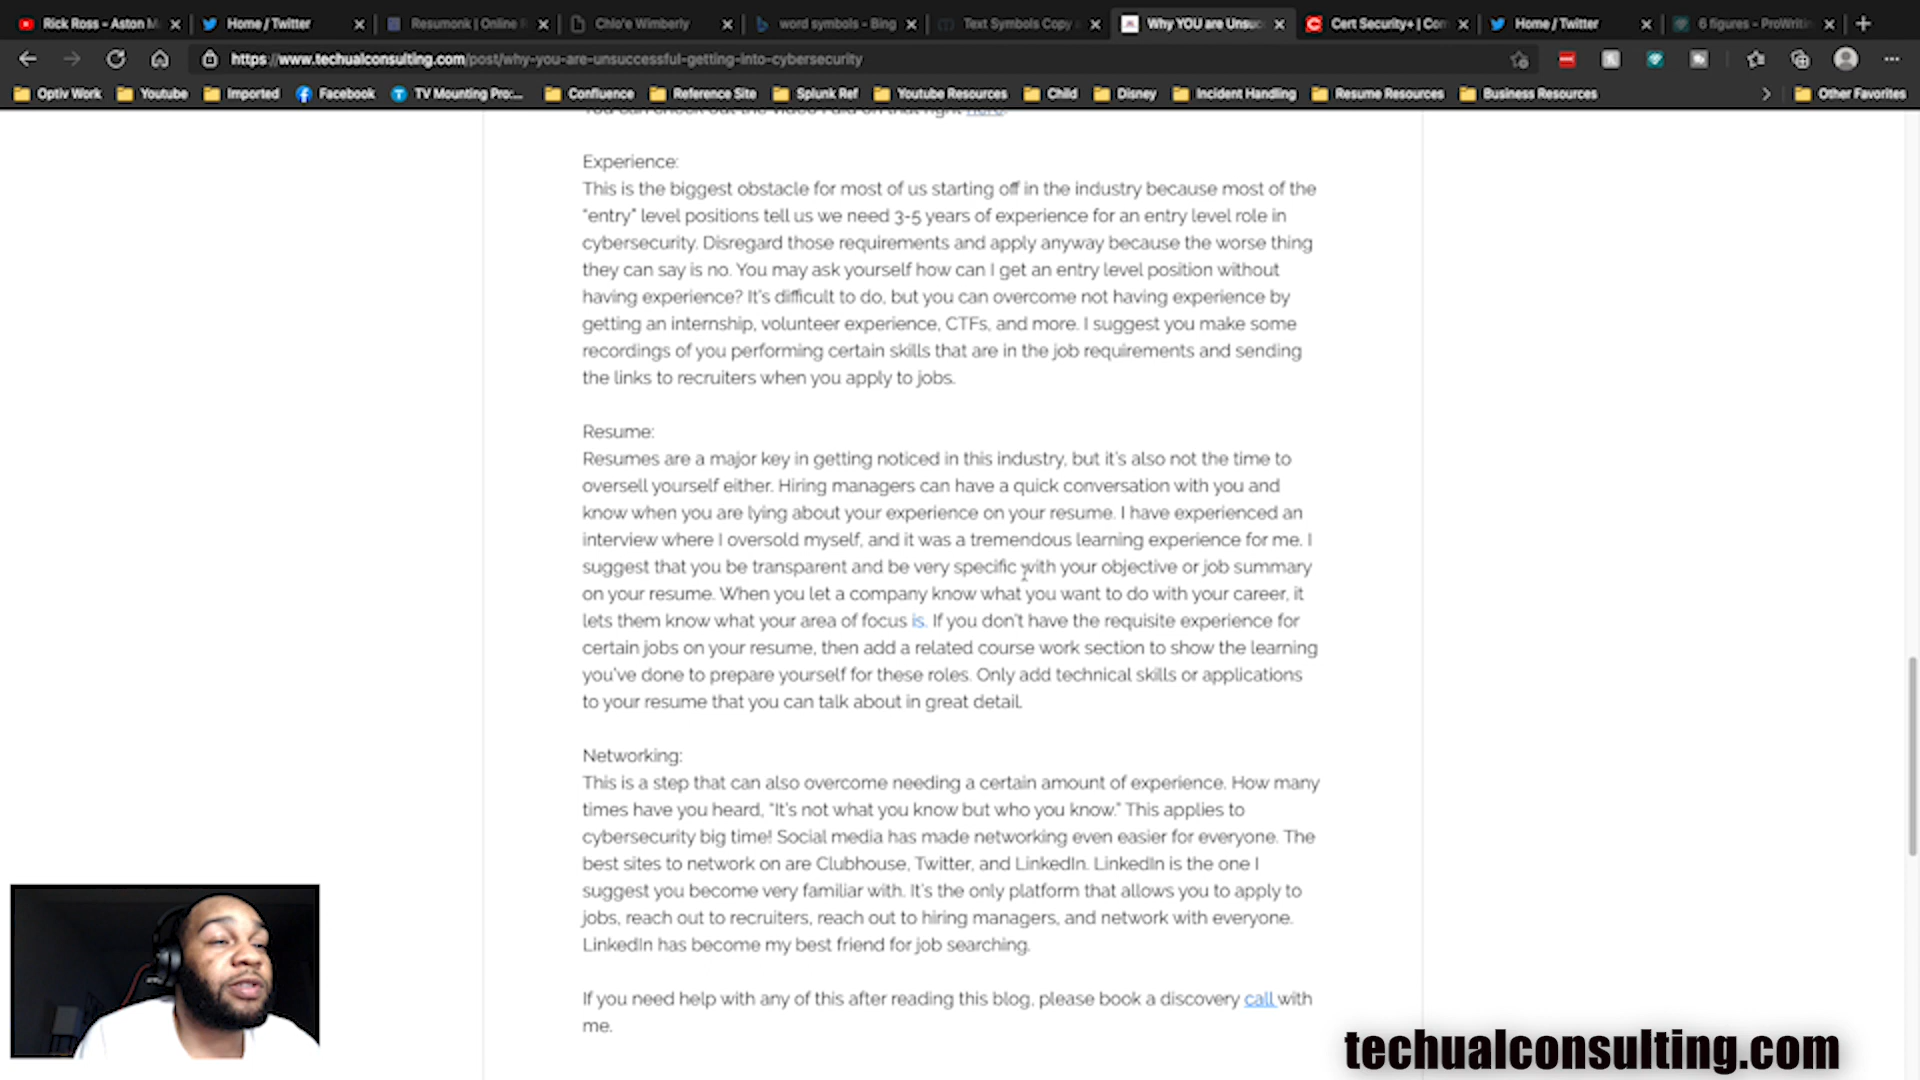 Rick Ross - Aston M
Home / Twitter
Resumonk | Online R
Chlo'e Wimberly
word symbols - Bing
Text Symbols Copy
Why YOU are Unsuc
Cert Security+ | Com
Home / Twitter
6 figures - ProWriti
https://www.techualconsulting.com/post/why-you-are-unsuccessful-getting-into-cybersecurity
Optiv Work
Youtube
Imported
Facebook
TV Mounting Pro:...
Confluence
Reference Site
Splunk Ref
Youtube Resources
Child
Disney
Incident Handling
Resume Resources
Business Resources
Other Favorites
You can check out the video I did on that right here.
Experience:
This is the biggest obstacle for most of us starting off in the industry because most of the
"entry" level positions tell us we need 3-5 years of experience for an entry level role in
cybersecurity. Disregard those requirements and apply anyway because the worse thing
they can say is no. You may ask yourself how can I get an entry level position without
having experience? It's difficult to do, but you can overcome not having experience by
getting an internship, volunteer experience, CTFs, and more. I suggest you make some
recordings of you performing certain skills that are in the job requirements and sending
the links to recruiters when you apply to jobs.
Resume:
Resumes are a major key in getting noticed in this industry, but it's also not the time to
oversell yourself either. Hiring managers can have a quick conversation with you and
know when you are lying about your experience on your resume. I have experienced an
interview where I oversold myself, and it was a tremendous learning experience for me. I
suggest that you be transparent and be very specific with your objective or job summary
on your resume. When you let a company know what you want to do with your career, it
lets them know what your area of focus is. If you don't have the requisite experience for
certain jobs on your resume, then add a related course work section to show the learning
you've done to prepare yourself for these roles. Only add technical skills or applications
to your resume that you can talk about in great detail.
Networking:
This is a step that can also overcome needing a certain amount of experience. How many
times have you heard, "It's not what you know but who you know." This applies to
cybersecurity big time! Social media has made networking even easier for everyone. The
best sites to network on are Clubhouse, Twitter, and LinkedIn. LinkedIn is the one I
suggest you become very familiar with. It's the only platform that allows you to apply to
jobs, reach out to recruiters, reach out to hiring managers, and network with everyone.
LinkedIn has become my best friend for job searching.
If you need help with any of this after reading this blog, please book a discovery call with
me.
techualconsulting.com